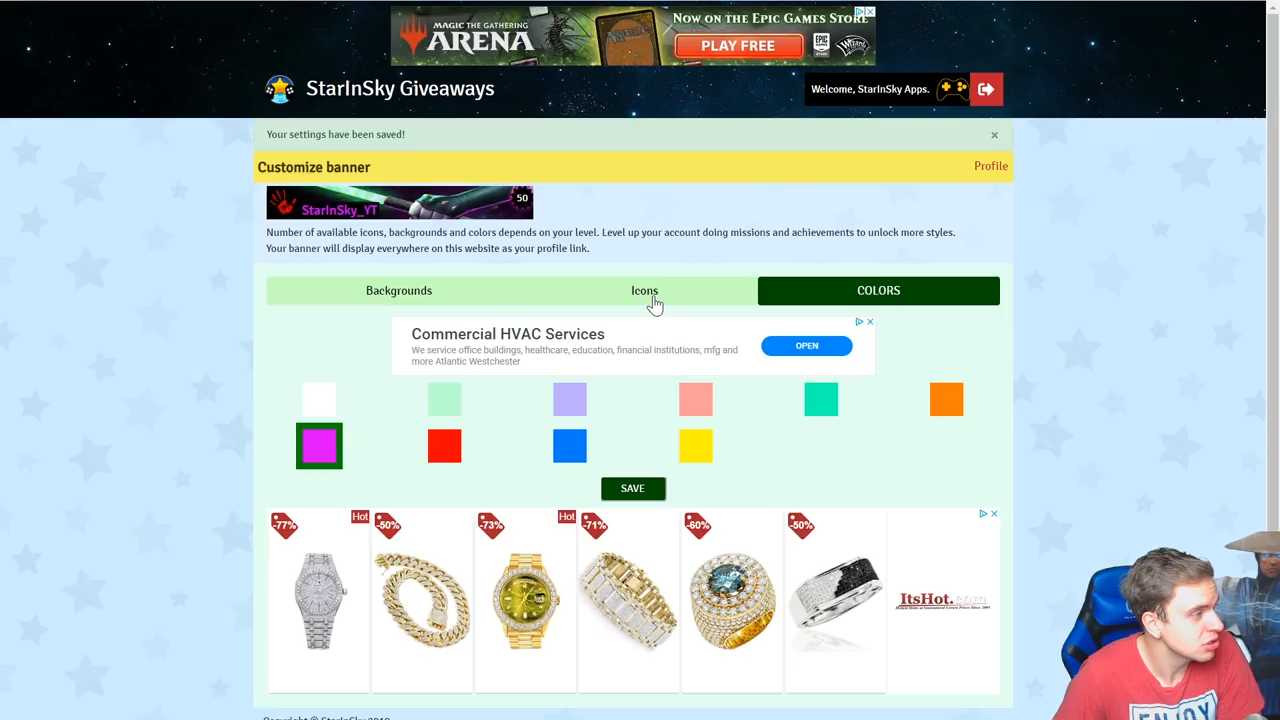 MAGIC THE GATHERING
ARENA
NOW ON THE EPIC GAMES STORE
PLAY FREE
EPIC GAMES
StarInSky Giveaways
Welcome, StarInSky Apps.
Your settings have been saved!
×
Customize banner
Profile
StarInSky_YT
50
Number of available icons, backgrounds and colors depends on your level. Level up your account doing missions and achievements to unlock more styles.
Your banner will display everywhere on this website as your profile link.
Backgrounds
Icons
COLORS
Commercial HVAC Services
We service office buildings, healthcare, education, financial institutions, mfg and
more Atlantic Westchester
OPEN
SAVE
-77%
Hot
-50%
-73%
Hot
-71%
-60%
-50%
ItsHot.com
ENJOY